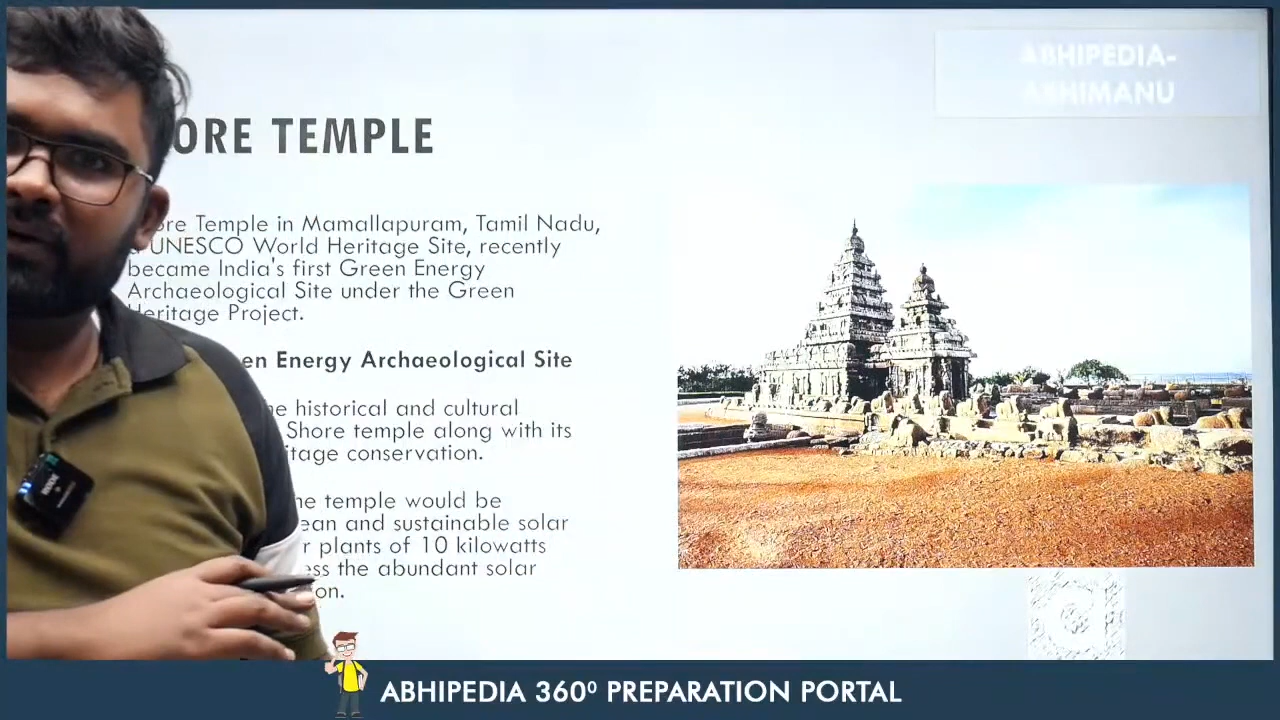 ABHIPEDIA-
ABHIMANU
ORE TEMPLE
ore Temple in Mamallapuram, Tamil Nadu,
a UNESCO World Heritage Site, recently
became India's first Green Energy
Archaeological Site under the Green
Heritage Project.
en Energy Archaeological Site
he historical and cultural
Shore temple along with its
itage conservation.
he temple would be
ean and sustainable solar
r plants of 10 kilowatts
ess the abundant solar
on.
ABHIPEDIA 360⁰ PREPARATION PORTAL